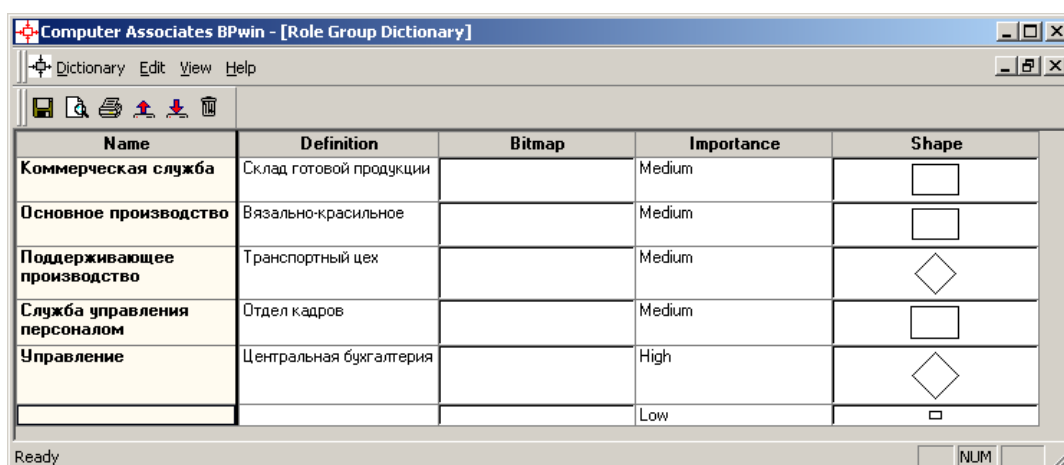 Computer Associates BPwin - [Role Group Dictionary]
Dictionary Edit View Help
Name Definition Bitmap Importance Shape
Коммерческая служба Склад готовой продукции Medium
Основное производство Вязально-красильное Medium
Поддерживающее Транспортный цех Medium
производство
Служба управления Отдел кадров Medium
персоналом
Управление Центральная бухгалтерия High
Low
Ready NUM